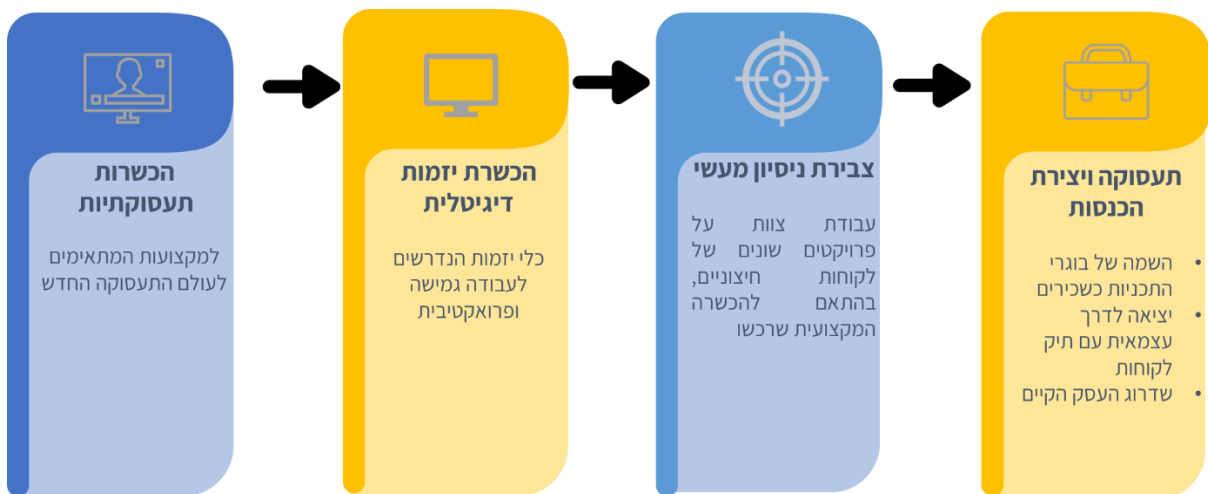 הכשרות
תעסוקתיות
למקצועות המתאימים
לעולם התעסוקה החדש
הכשרת יזמות
דיגיטלית
כלי יזמות הנדרשים
לעבודה גמישה
ופרואקטיבית
צבירת ניסיון מעשי
עבודת צוות על
פרויקטים שונים של
לקוחות חיצוניים,
בהתאם להכשרה
המקצועית שרכשו
תעסוקה ויצירת
הכנסות
• השמה של בוגרי
התכניות כשכירים
• יציאה לדרך
עצמאית עם תיק
לקוחות
• שדרוג העסק הקיים